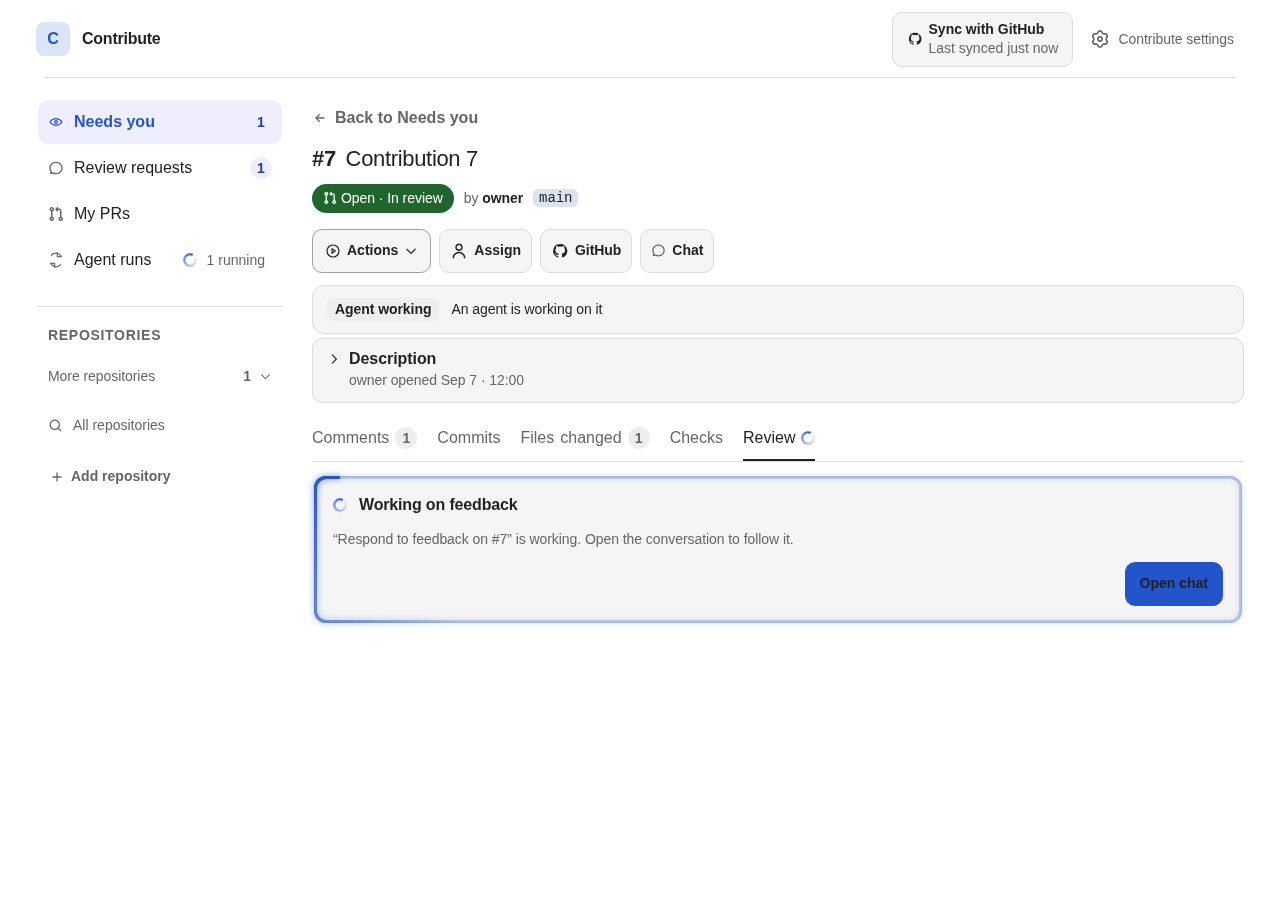 C Contribute
Sync with GitHub
Last synced just now
Contribute settings
Needs you 1
Review requests 1
My PRs
Agent runs 1 running
REPOSITORIES
More repositories 1
All repositories
Add repository
Back to Needs you
#7 Contribution 7
Open · In review by owner main
Actions Assign GitHub Chat
Agent working An agent is working on it
Description
owner opened Sep 7 · 12:00
Comments 1 Commits Files changed 1 Checks Review
Working on feedback
“Respond to feedback on #7” is working. Open the conversation to follow it.
Open chat